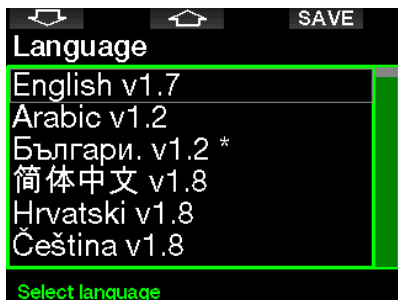 SAVE
Language
English v1.7
Arabic v1.2
Българи. v1.2 *
简体中文 v1.8
Hrvatski v1.8
Čeština v1.8
Select language